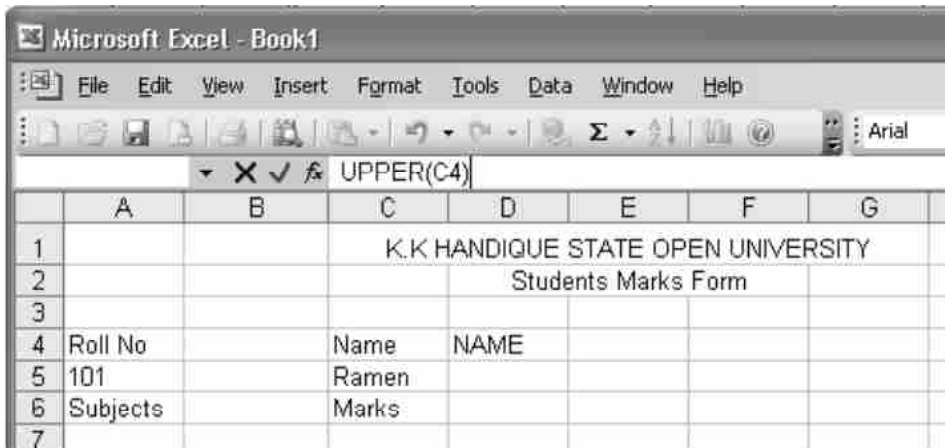 Microsoft Excel - Book1
File Edit View Insert Format Tools Data Window Help
Σ Arial
fx UPPER(C4)
A B C D E F G
1 K.K HANDIQUE STATE OPEN UNIVERSITY
2 Students Marks Form
3
4 Roll No Name NAME
5 101 Ramen
6 Subjects Marks
7